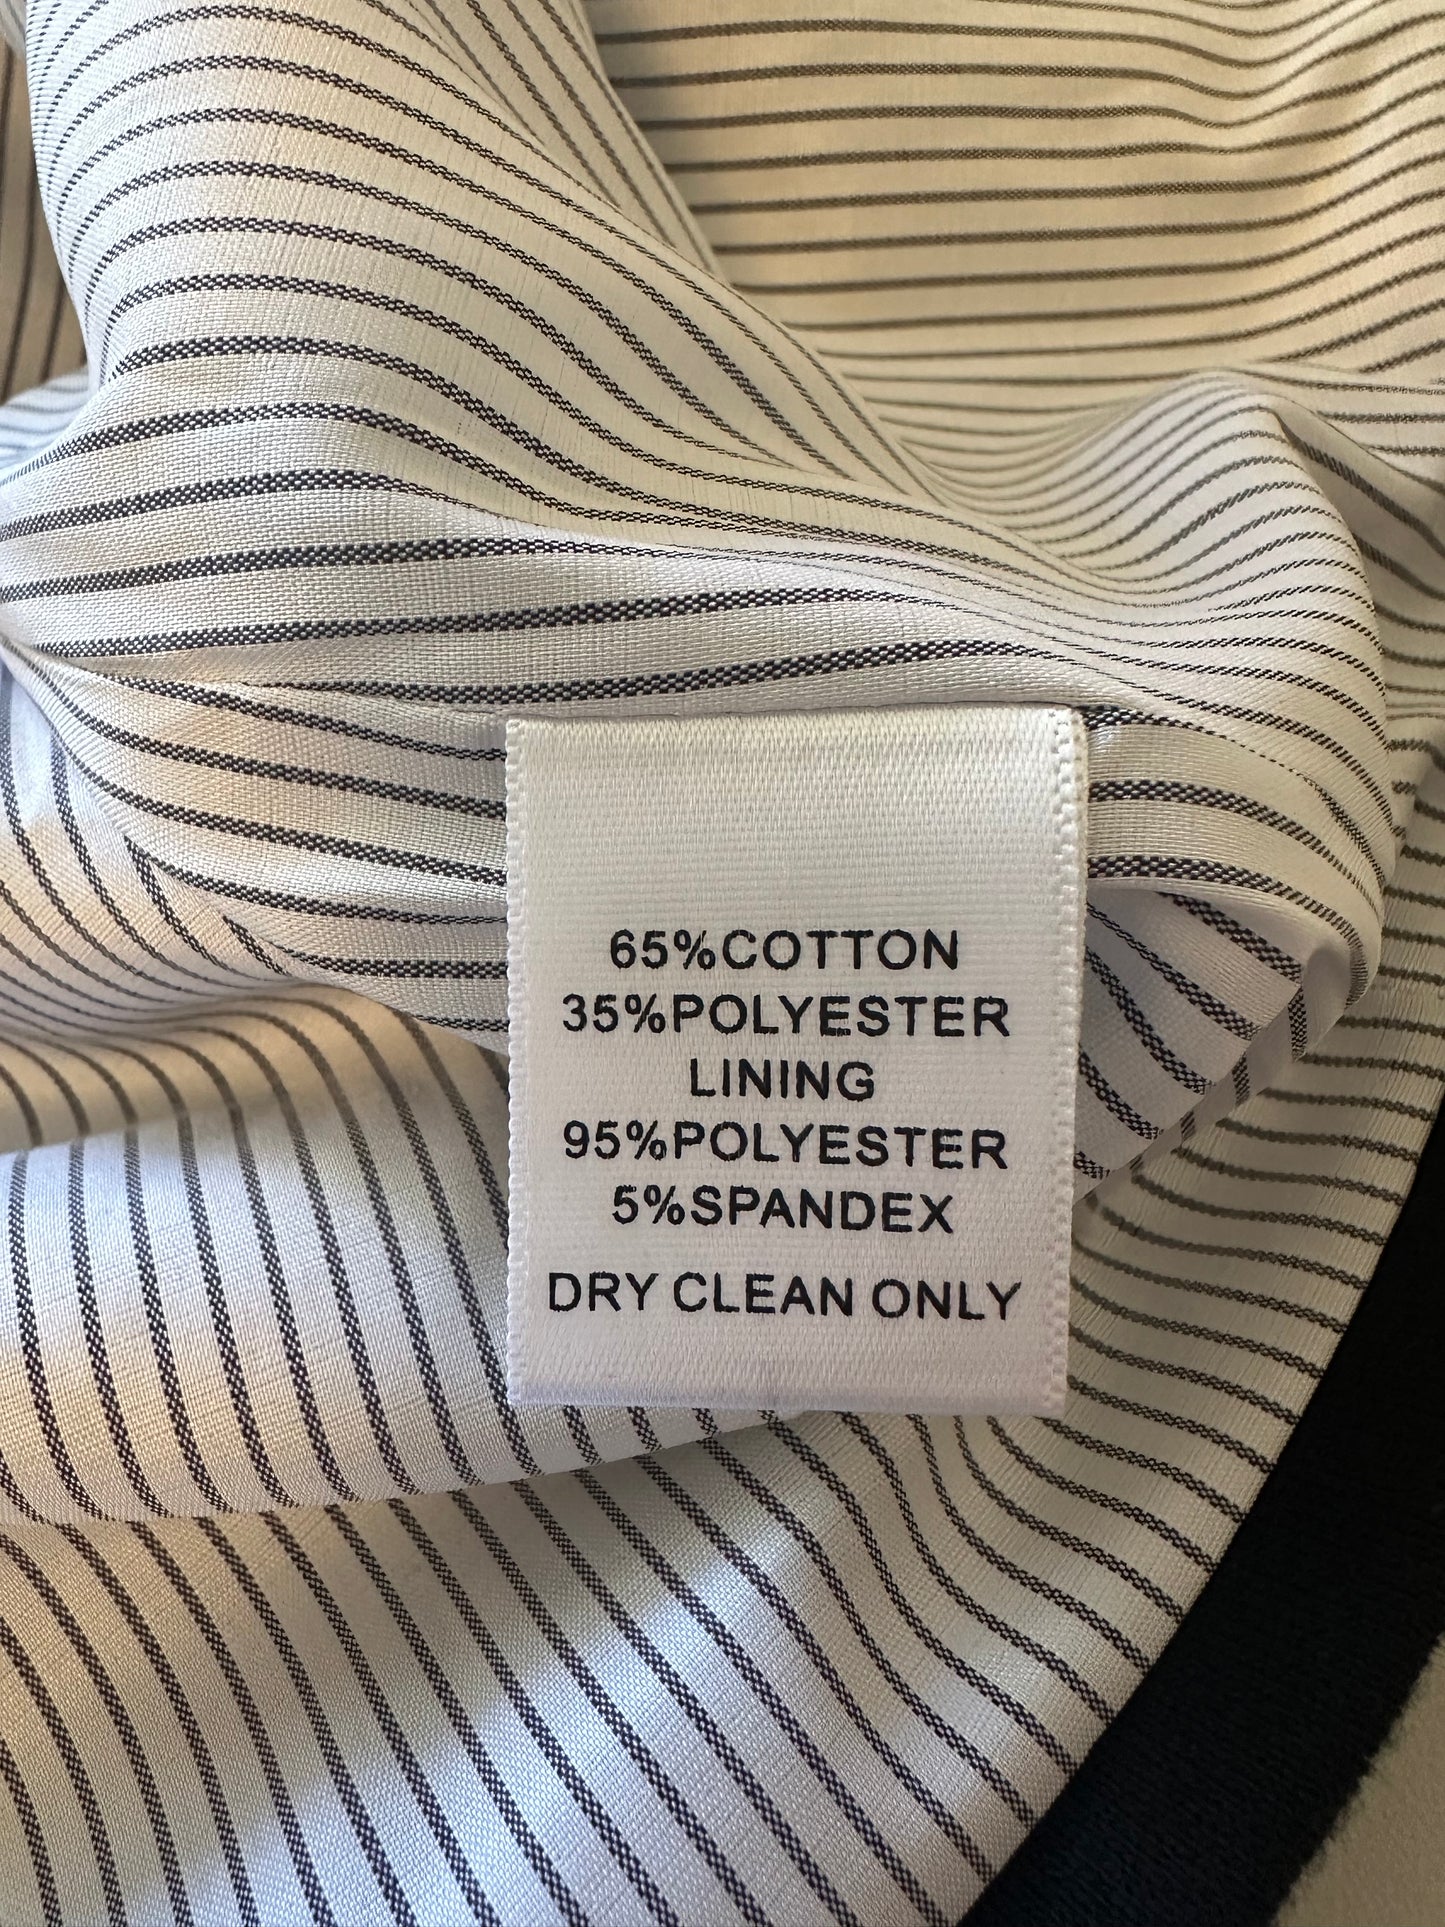 65%COTTON
35%POLYESTER
LINING
95%POLYESTER
5%SPANDEX
DRY CLEAN ONLY